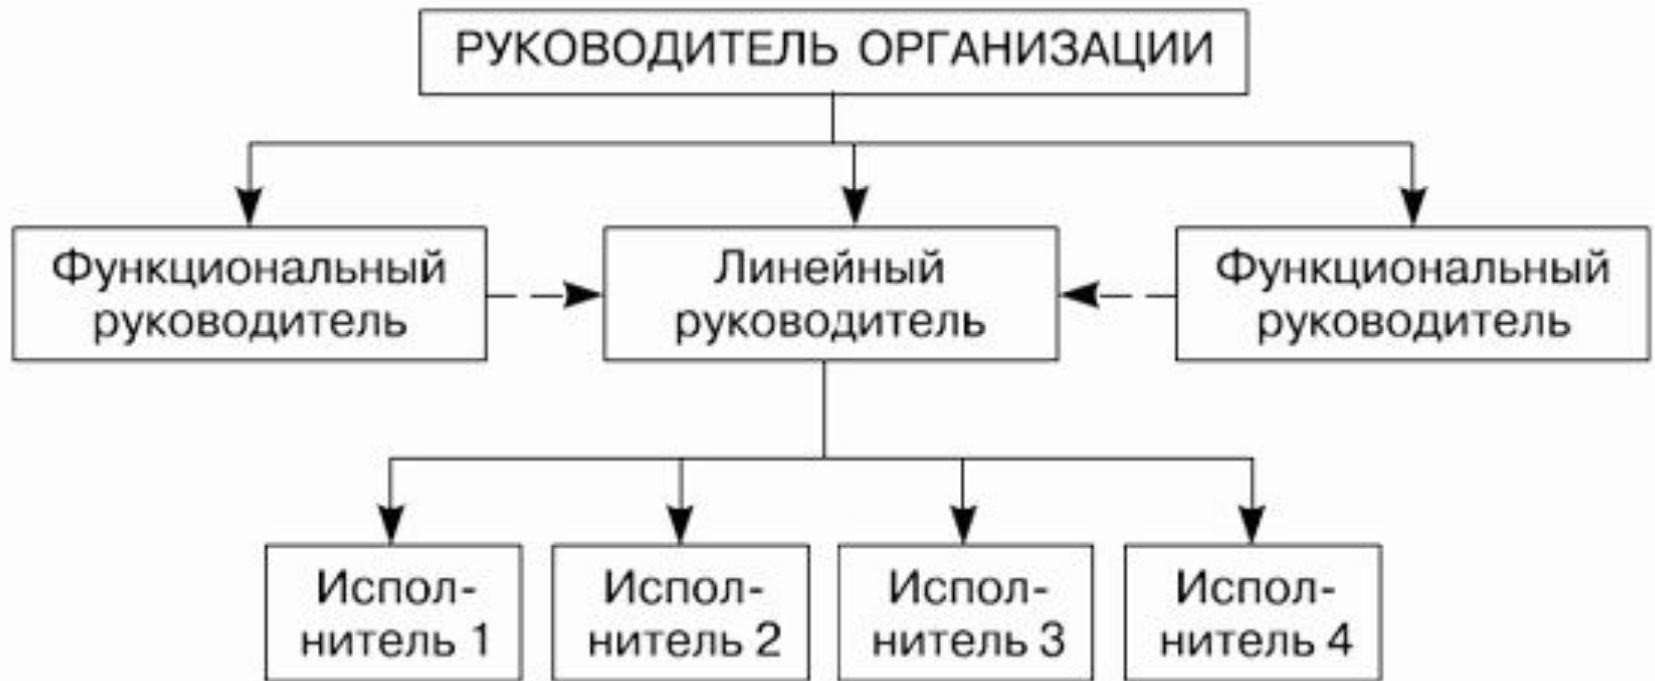 РУКОВОДИТЕЛЬ ОРГАНИЗАЦИИ
Функциональный
руководитель
Линейный
руководитель
Функциональный
руководитель
Испол-
нитель 1
Испол-
нитель 2
Испол-
нитель 3
Испол-
нитель 4